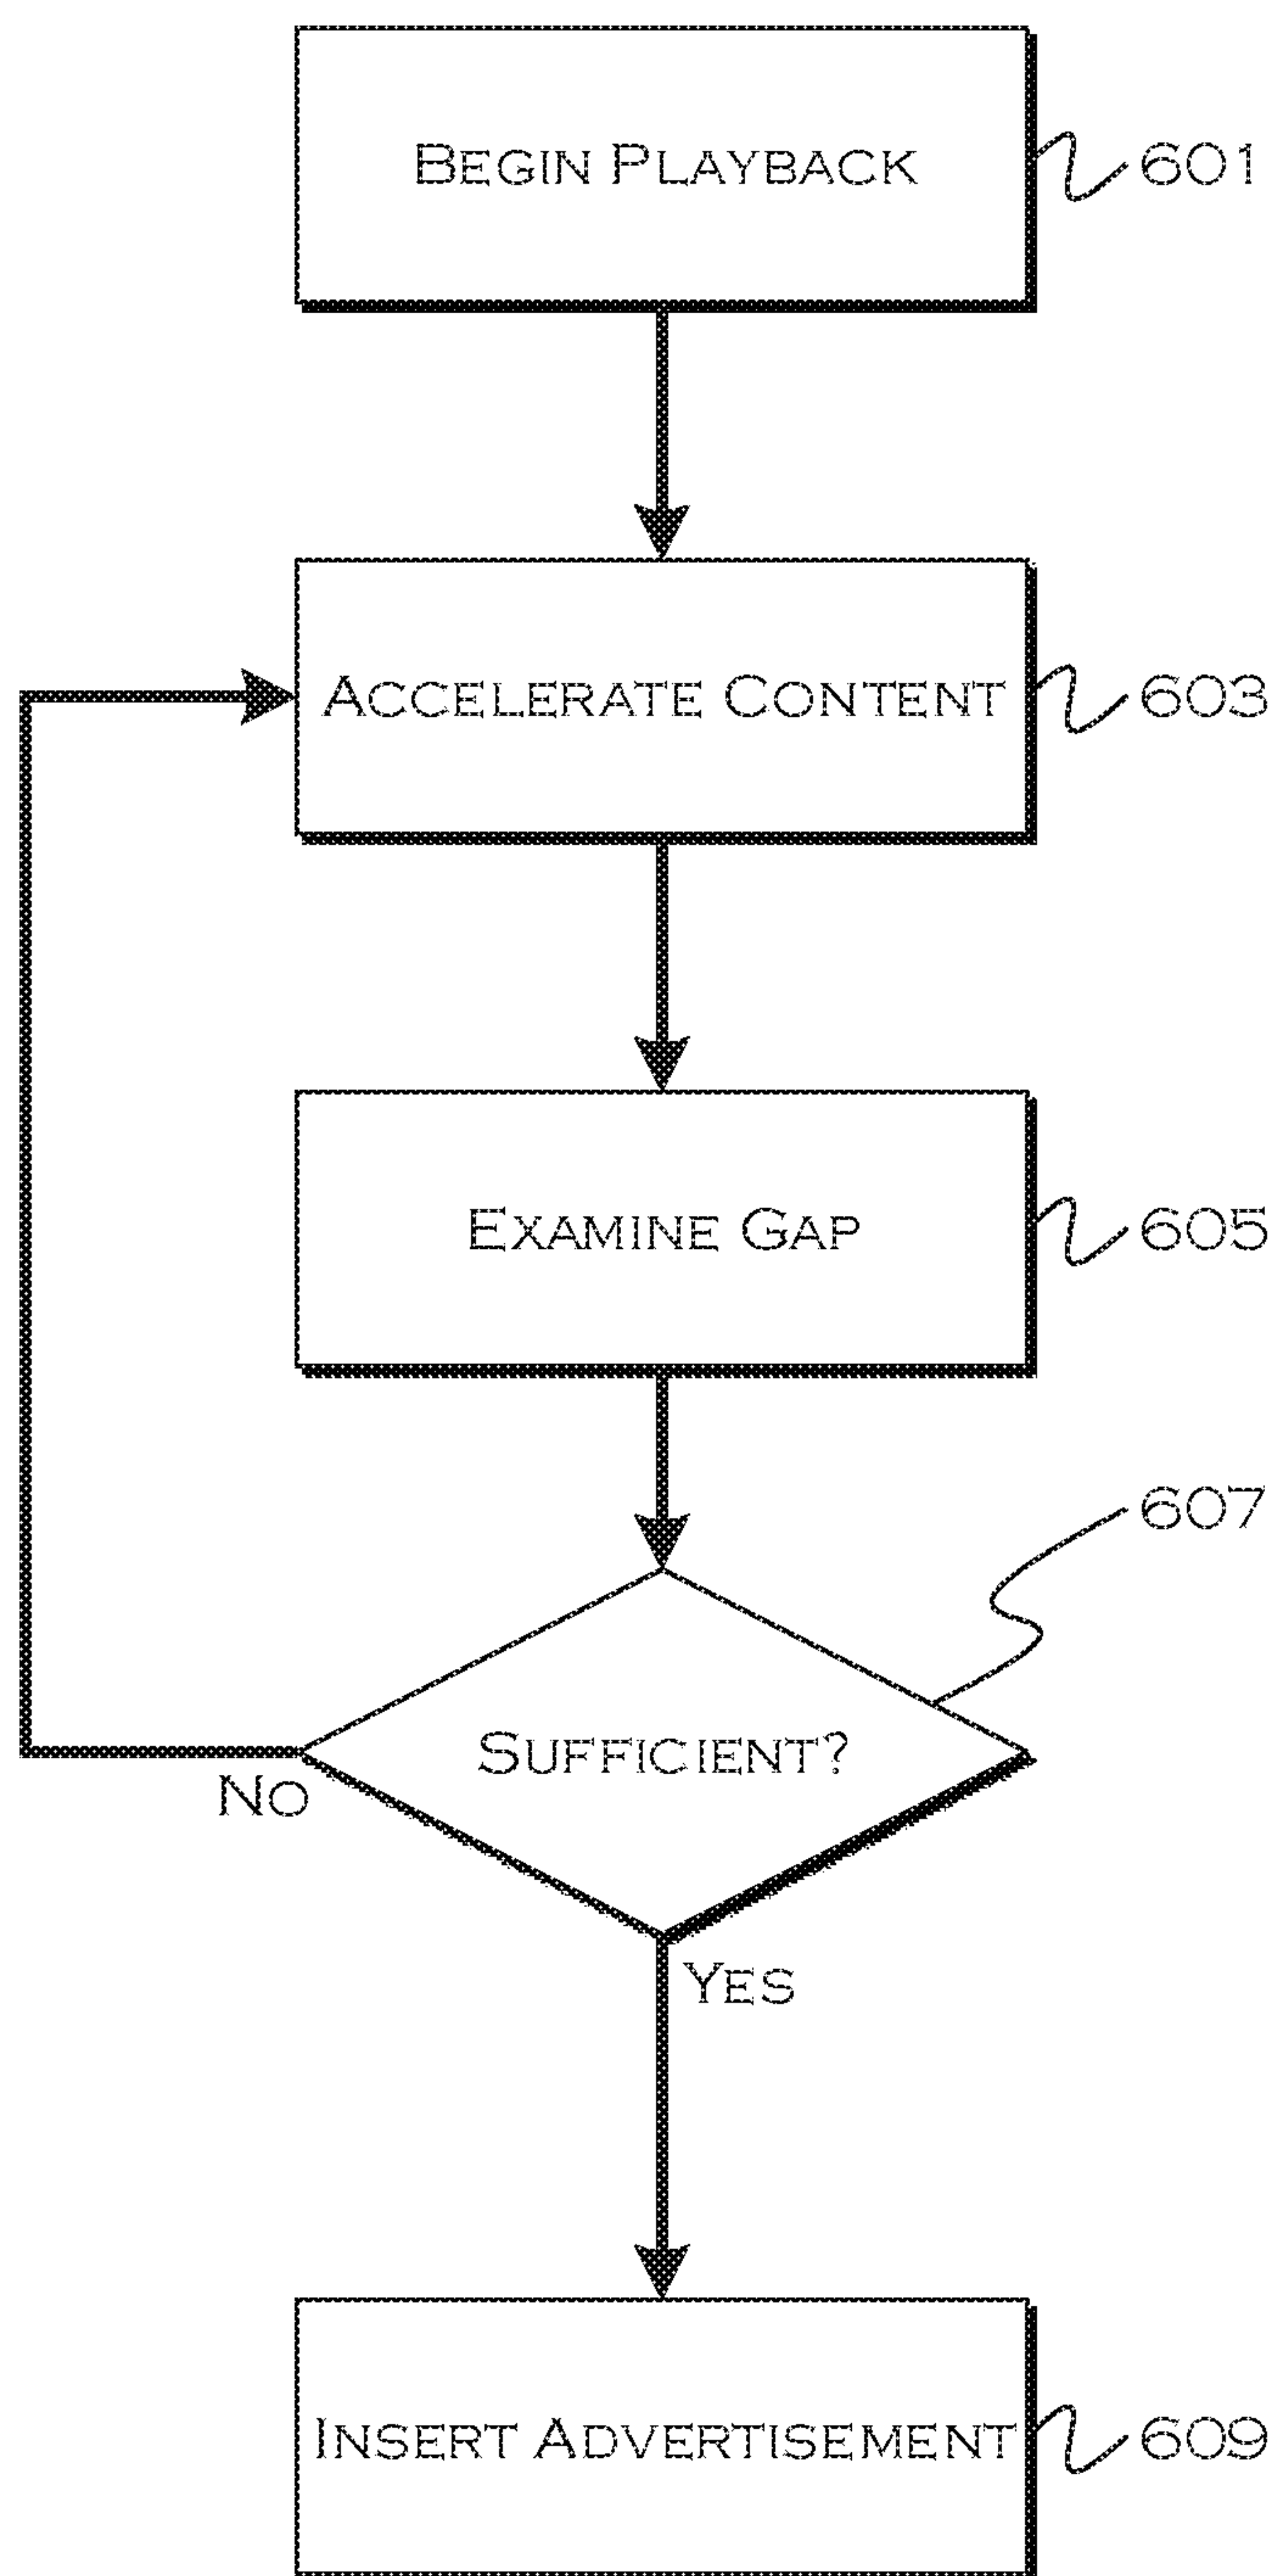 BEGIN PLAYBACK 601
ACCELERATE CONTENT 603
EXAMINE GAP 605
607
SUFFICIENT?
NO
YES
INSERT ADVERTISEMENT 609